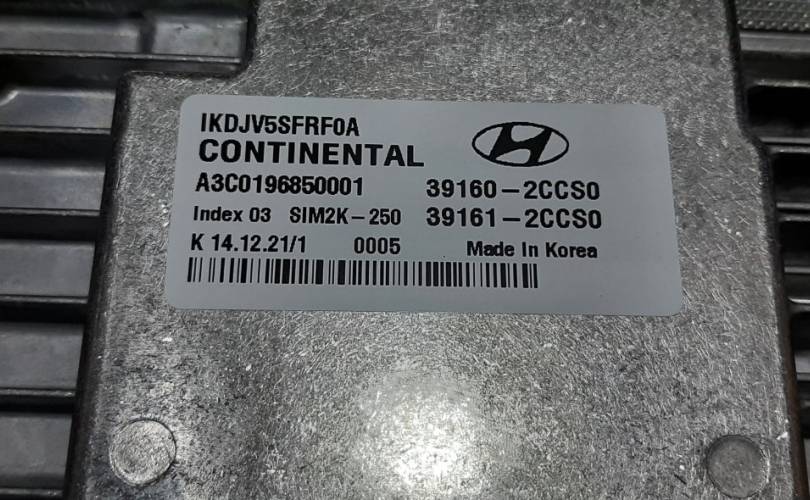 IKDJV5SFRF0A
CONTINENTAL
A3C0196850001 39160-2CCS0
Index 03 SIM2K-250 39161-2CCS0
K 14.12.21/1 0005 Made In Korea